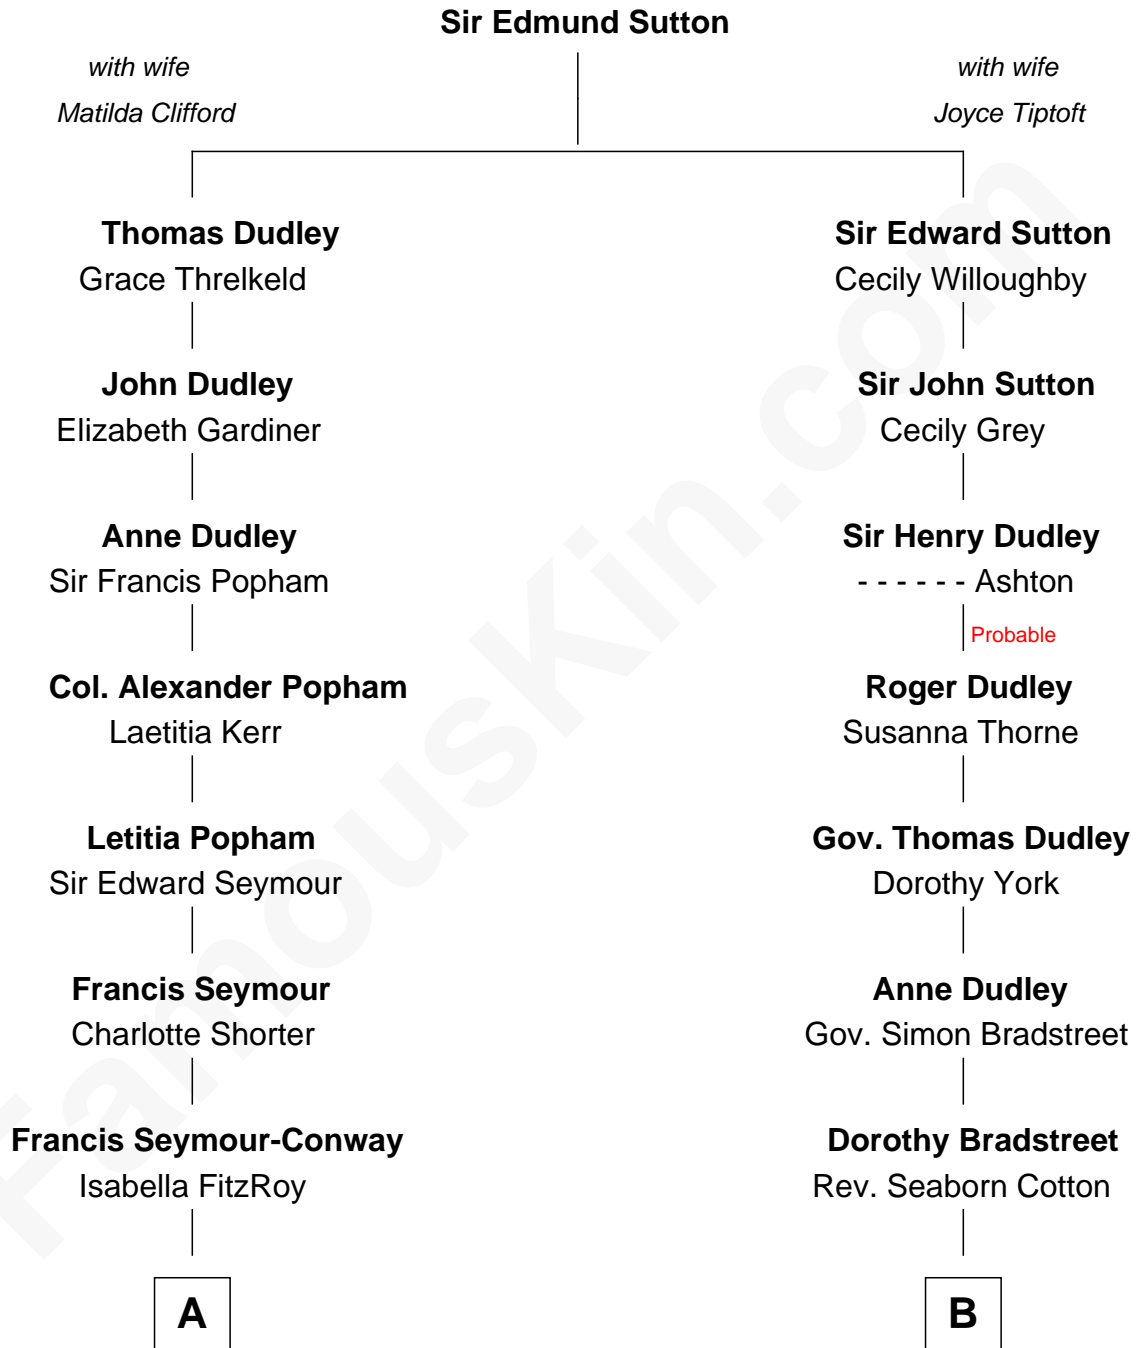 Sir Edmund Sutton
with wife
Matilda Clifford
with wife
Joyce Tiptoft
Thomas Dudley
Grace Threlkeld
Sir Edward Sutton
Cecily Willoughby
John Dudley
Elizabeth Gardiner
Sir John Sutton
Cecily Grey
Anne Dudley
Sir Francis Popham
Sir Henry Dudley
- - - - - - Ashton
Probable
Col. Alexander Popham
Laetitia Kerr
Roger Dudley
Susanna Thorne
Letitia Popham
Sir Edward Seymour
Gov. Thomas Dudley
Dorothy York
Francis Seymour
Charlotte Shorter
Anne Dudley
Gov. Simon Bradstreet
Francis Seymour-Conway
Isabella FitzRoy
Dorothy Bradstreet
Rev. Seaborn Cotton
A
B
FamousKin.com